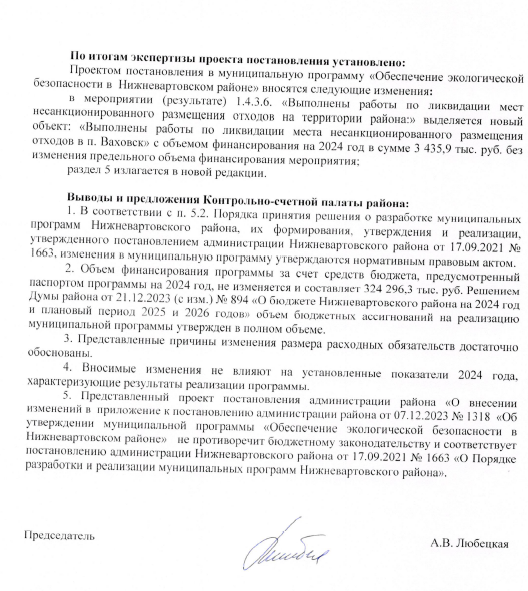 По итогам экспертизы проекта постановления установлено:
Проектом постановления в муниципальную программу «Обеспечение экологической
безопасности в Нижневартовском районе» вносятся следующие изменения:
в мероприятии (результате) 1.4.3.6. «Выполнены работы по ликвидации мест
несанкционированного размещения отходов на территории района:» выделяется новый
объект: «Выполнены работы по ликвидации места несанкционированного размещения
отходов в п. Ваховск» с объемом финансирования на 2024 год в сумме 3 435,9 тыс. руб. без
изменения предельного объема финансирования мероприятия;
раздел 5 излагается в новой редакции.
Выводы и предложения Контрольно-счетной палаты района:
1. В соответствии с п. 5.2. Порядка принятия решения о разработке муниципальных
программ Нижневартовского района, их формирования, утверждения и реализации,
утвержденного постановлением администрации Нижневартовского района от 17.09.2021 №
1663, изменения в муниципальную программу утверждаются нормативным правовым актом.
2. Объем финансирования программы за счет средств бюджета, предусмотренный
паспортом программы на 2024 год, не изменяется и составляет 324 296,3 тыс. руб. Решением
Думы района от 21.12.2023 (с изм.) № 894 «О бюджете Нижневартовского района на 2024 год
и плановый период 2025 и 2026 годов» объем бюджетных ассигнований на реализацию
муниципальной программы утвержден в полном объеме.
3. Представленные причины изменения размера расходных обязательств достаточно
обоснованы.
4. Вносимые изменения не влияют на установленные показатели 2024 года,
характеризующие результаты реализации программы.
5. Представленный проект постановления администрации района «О внесении
изменений в приложение к постановлению администрации района от 07.12.2023 № 1318 «Об
утверждении муниципальной программы «Обеспечение экологической безопасности в
Нижневартовском районе» не противоречит бюджетному законодательству и соответствует
постановлению администрации Нижневартовского района от 17.09.2021 № 1663 «О Порядке
разработки и реализации муниципальных программ Нижневартовского района».
Председатель А.В. Любецкая